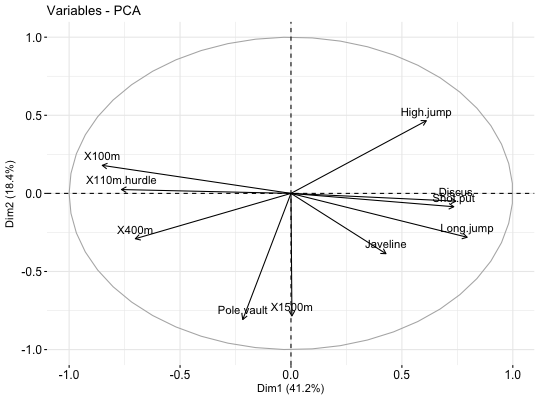 Variables - PCA
1.0
High.jump
0.5
X100m
X110m.hurdle
Discus
0.0
Shot.put
X400m
Long.jump
Javeline
-0.5
Pole.vault
X1500m
-1.0
-1.0
-0.5
0.0
0.5
1.0
Dim1 (41.2%)
Dim2 (18.4%)